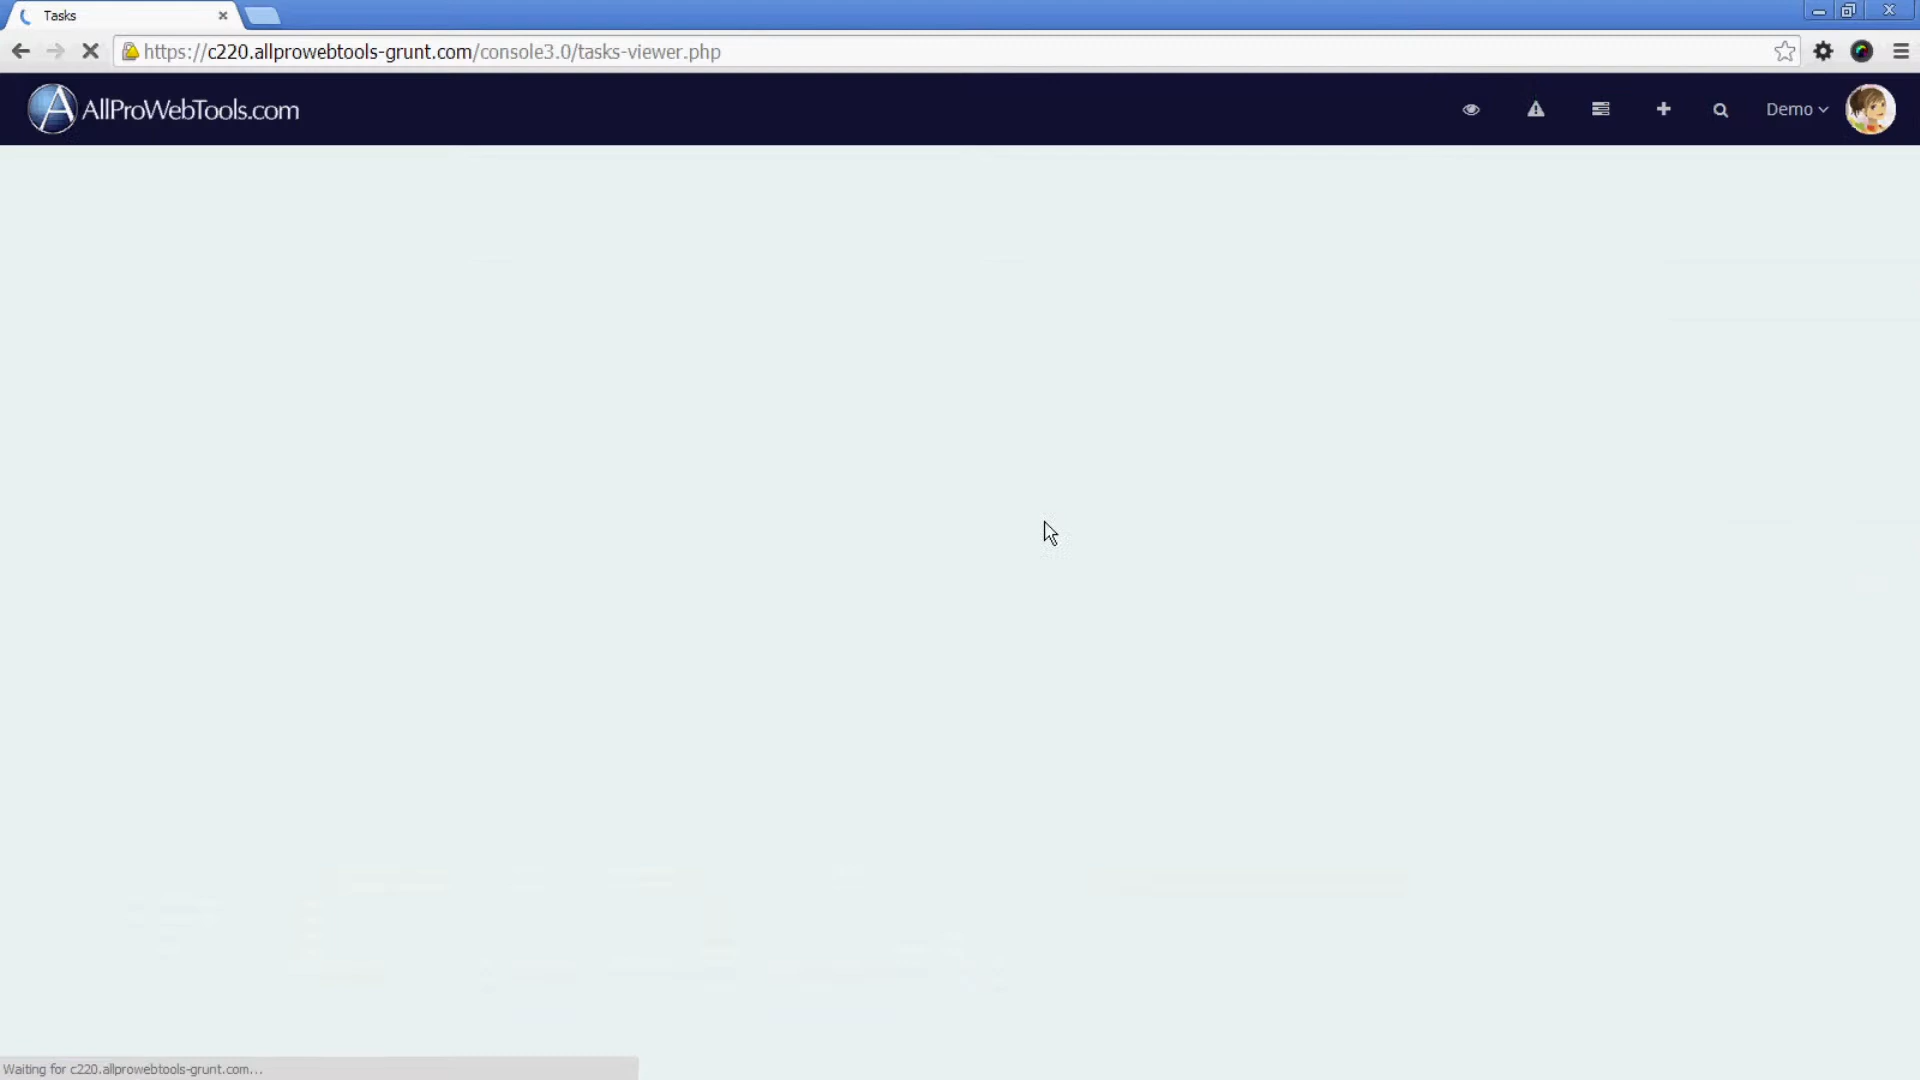 Tasks
https://c220.allprowebtools-grunt.com/console3.0/tasks-viewer.php
AllProWebTools.com
Demo
Waiting for c220.allprowebtools-grunt.com...